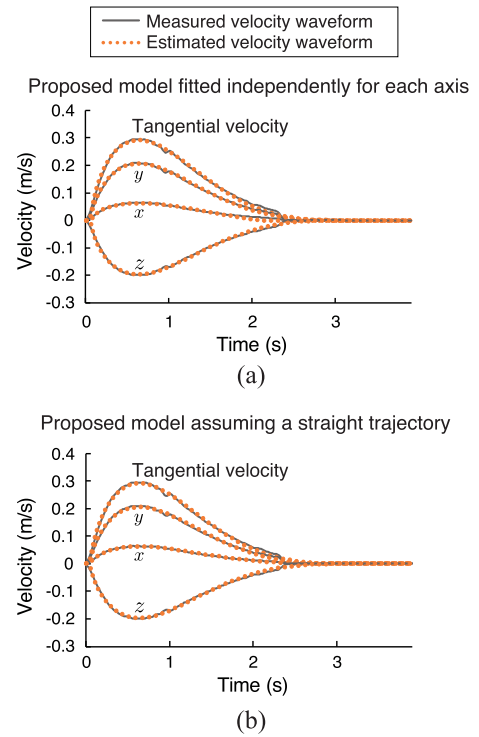 Measured velocity waveform
Estimated velocity waveform
Proposed model fitted independently for each axis
0.4
0.3
0.2
0.1
0
-0.1
-0.2
-0.3
Velocity (m/s)
Tangential velocity
y
x
z
0 1 2 3
Time (s)
(a)
Proposed model assuming a straight trajectory
0.4
0.3
0.2
0.1
0
-0.1
-0.2
-0.3
Velocity (m/s)
Tangential velocity
y
x
z
0 1 2 3
Time (s)
(b)